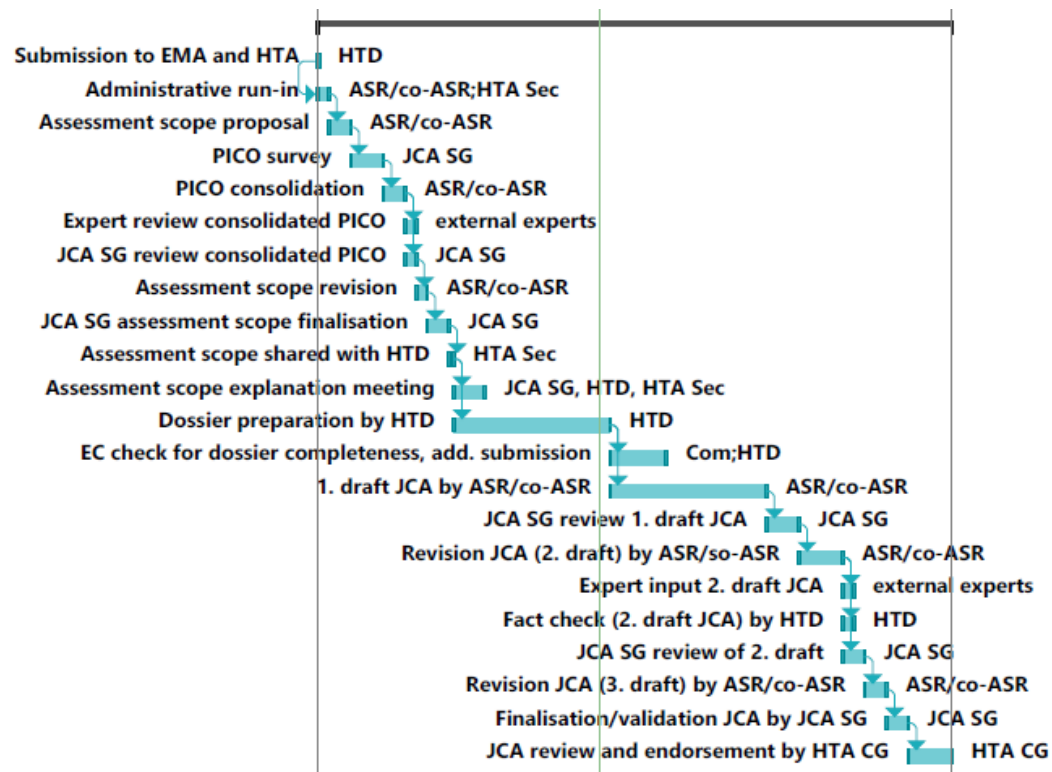 Submission to EMA and HTA HTD
Administrative run-in ASR/co-ASR;HTA Sec
Assessment scope proposal ASR/co-ASR
PICO survey JCA SG
PICO consolidation ASR/co-ASR
Expert review consolidated PICO external experts
JCA SG review consolidated PICO JCA SG
Assessment scope revision ASR/co-ASR
JCA SG assessment scope finalisation JCA SG
Assessment scope shared with HTD HTA Sec
Assessment scope explanation meeting JCA SG, HTD, HTA Sec
Dossier preparation by HTD HTD
EC check for dossier completeness, add. submission Com;HTD
1. draft JCA by ASR/co-ASR ASR/co-ASR
JCA SG review 1. draft JCA JCA SG
Revision JCA (2. draft) by ASR/so-ASR ASR/co-ASR
Expert input 2. draft JCA external experts
Fact check (2. draft JCA) by HTD HTD
JCA SG review of 2. draft JCA SG
Revision JCA (3. draft) by ASR/co-ASR ASR/co-ASR
Finalisation/validation JCA by JCA SG JCA SG
JCA review and endorsement by HTA CG HTA CG